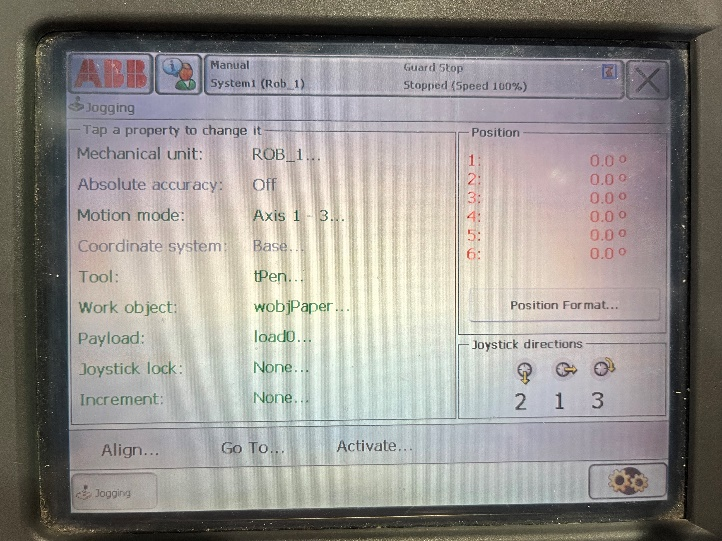 ABB
Manual
System1 (Rob_1)
Guard Stop
Stopped (Speed 100%)
Jogging
Tap a property to change it
Mechanical unit: ROB_1...
Absolute accuracy: Off
Motion mode: Axis 1 - 3...
Coordinate system: Base...
Tool: tPen...
Work object: wobjPaper...
Payload: load0...
Joystick lock: None...
Increment: None...
Position
1: 0.0 º
2: 0.0 º
3: 0.0 º
4: 0.0 º
5: 0.0 º
6: 0.0 º
Position Format...
Joystick directions
2 1 3
Align... Go To... Activate...
Jogging